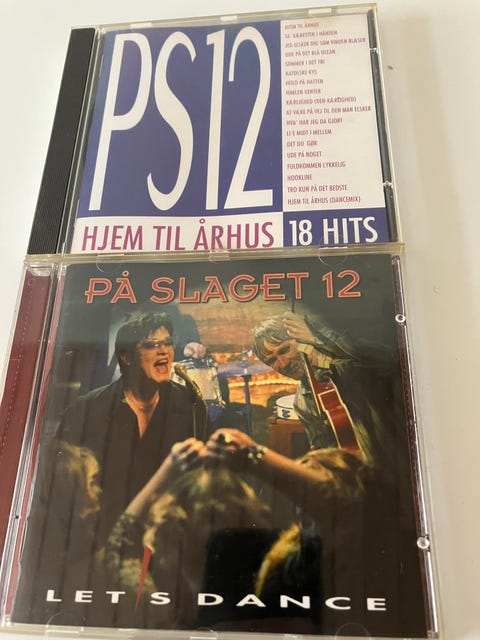 PS12
HJEM TIL ÅRHUS
TA' KÆRESTEN I HÅNDEN
JEG ELSKER DIG SOM VINDEN BLÆSER
UDE PÅ DET BLÅ OCEAN
SOMMER I DET FRI
KATOLSKE KYS
HOLD PÅ HATTEN
HIMLEN VENTER
KÆRLIGHED (DEN KÆRLIGHED)
AT VÆRE PÅ VEJ TIL DEN MAN ELSKER
HVA' HAR JEG DA GJORT
LI'E MIDT I MELLEM
DET DU GØR
UDE PÅ NOGET
FULDKOMMEN LYKKELIG
HOOKLINE
TRO KUN PÅ DET BEDSTE
HJEM TIL ÅRHUS (DANCEMIX)
HJEM TIL ÅRHUS 18 HITS
PÅ SLAGET 12
LET'S DANCE